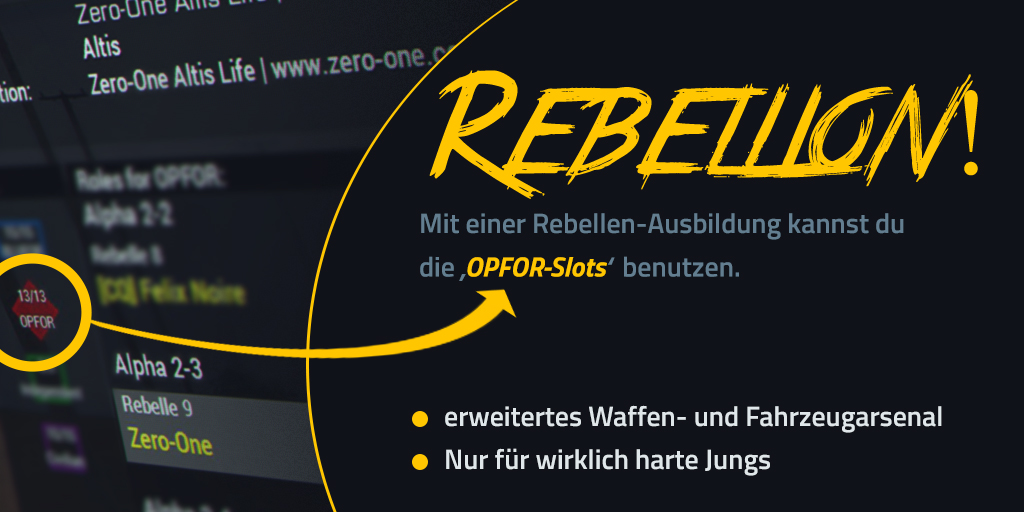 Zero-One Altis Life |
Altis
Zero-One Altis Life | www.zero-one.c
tion:
Roles for OPFOR:
Alpha 2-2
Rebelle 8
[CG] Felix Noire
13/13
OPFOR
Alpha 2-3
Rebelle 9
Zero-One
REBELLION!
Mit einer Rebellen-Ausbildung kannst du
die ‚OPFOR-Slots‘ benutzen.
erweitertes Waffen- und Fahrzeugarsenal
Nur für wirklich harte Jungs